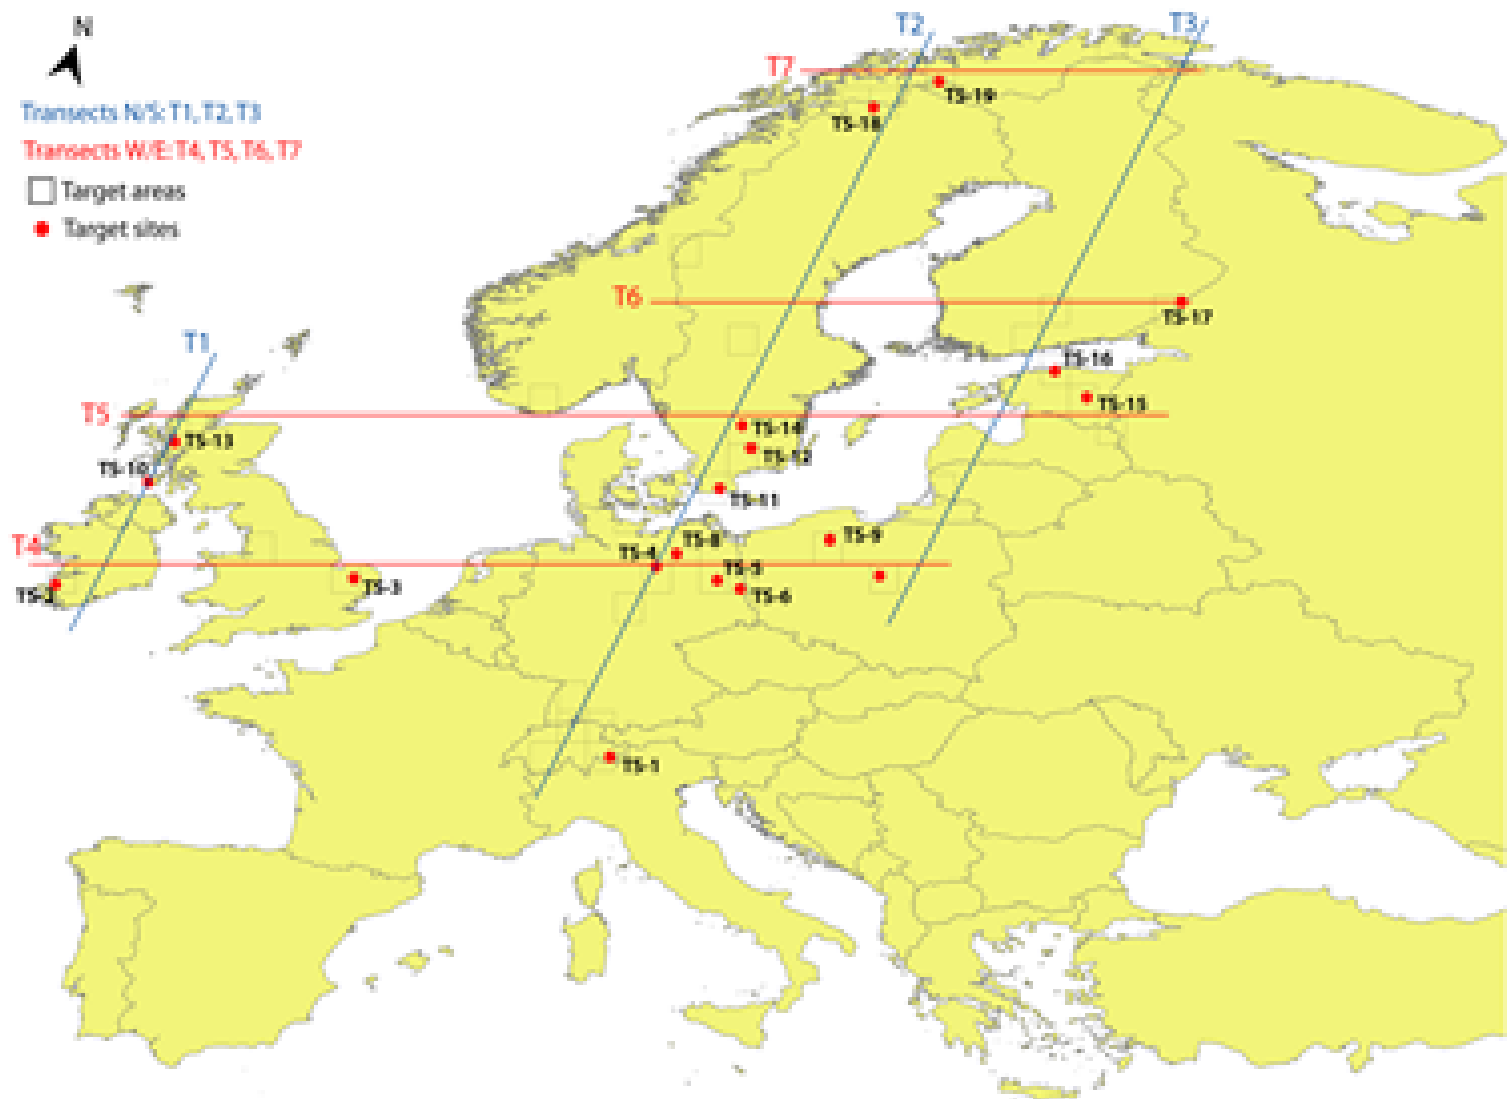 N
Transects N/S: T1, T2, T3
Transects W/E: T4, T5, T6, T7
Target areas
Target sites
T2
T3
T7
TS-19
TS-18
T6
TS-17
T1
TS-16
T5
TS-15
TS-14
TS-13
TS-12
TS-10
TS-11
T4
TS-8
TS-9
TS-4
TS-5
TS-3
TS-6
TS-1